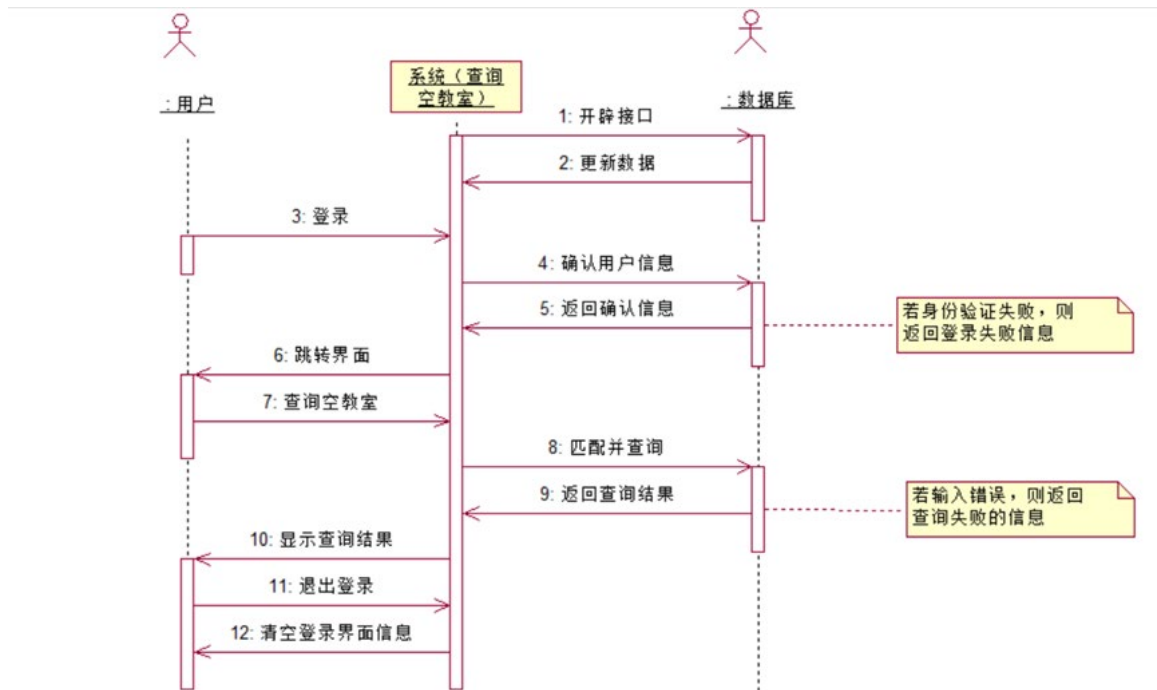 系统（查询
空教室）
: 用户
: 数据库
1: 开辟接口
2: 更新数据
3: 登录
4: 确认用户信息
5: 返回确认信息
若身份验证失败，则
返回登录失败信息
6: 跳转界面
7: 查询空教室
8: 匹配并查询
9: 返回查询结果
若输入错误，则返回
查询失败的信息
10: 显示查询结果
11: 退出登录
12: 清空登录界面信息